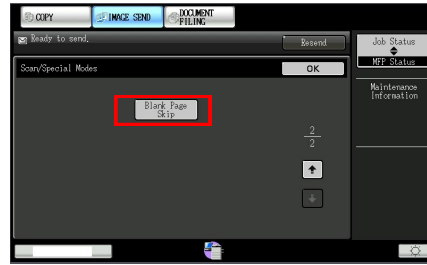 COPY
IMAGE SEND
DOCUMENT
FILING
Ready to send.
Resend
Job Status
MFP Status
Scan/Special Modes
OK
Maintenance
Information
Blank Page
Skip
2
2